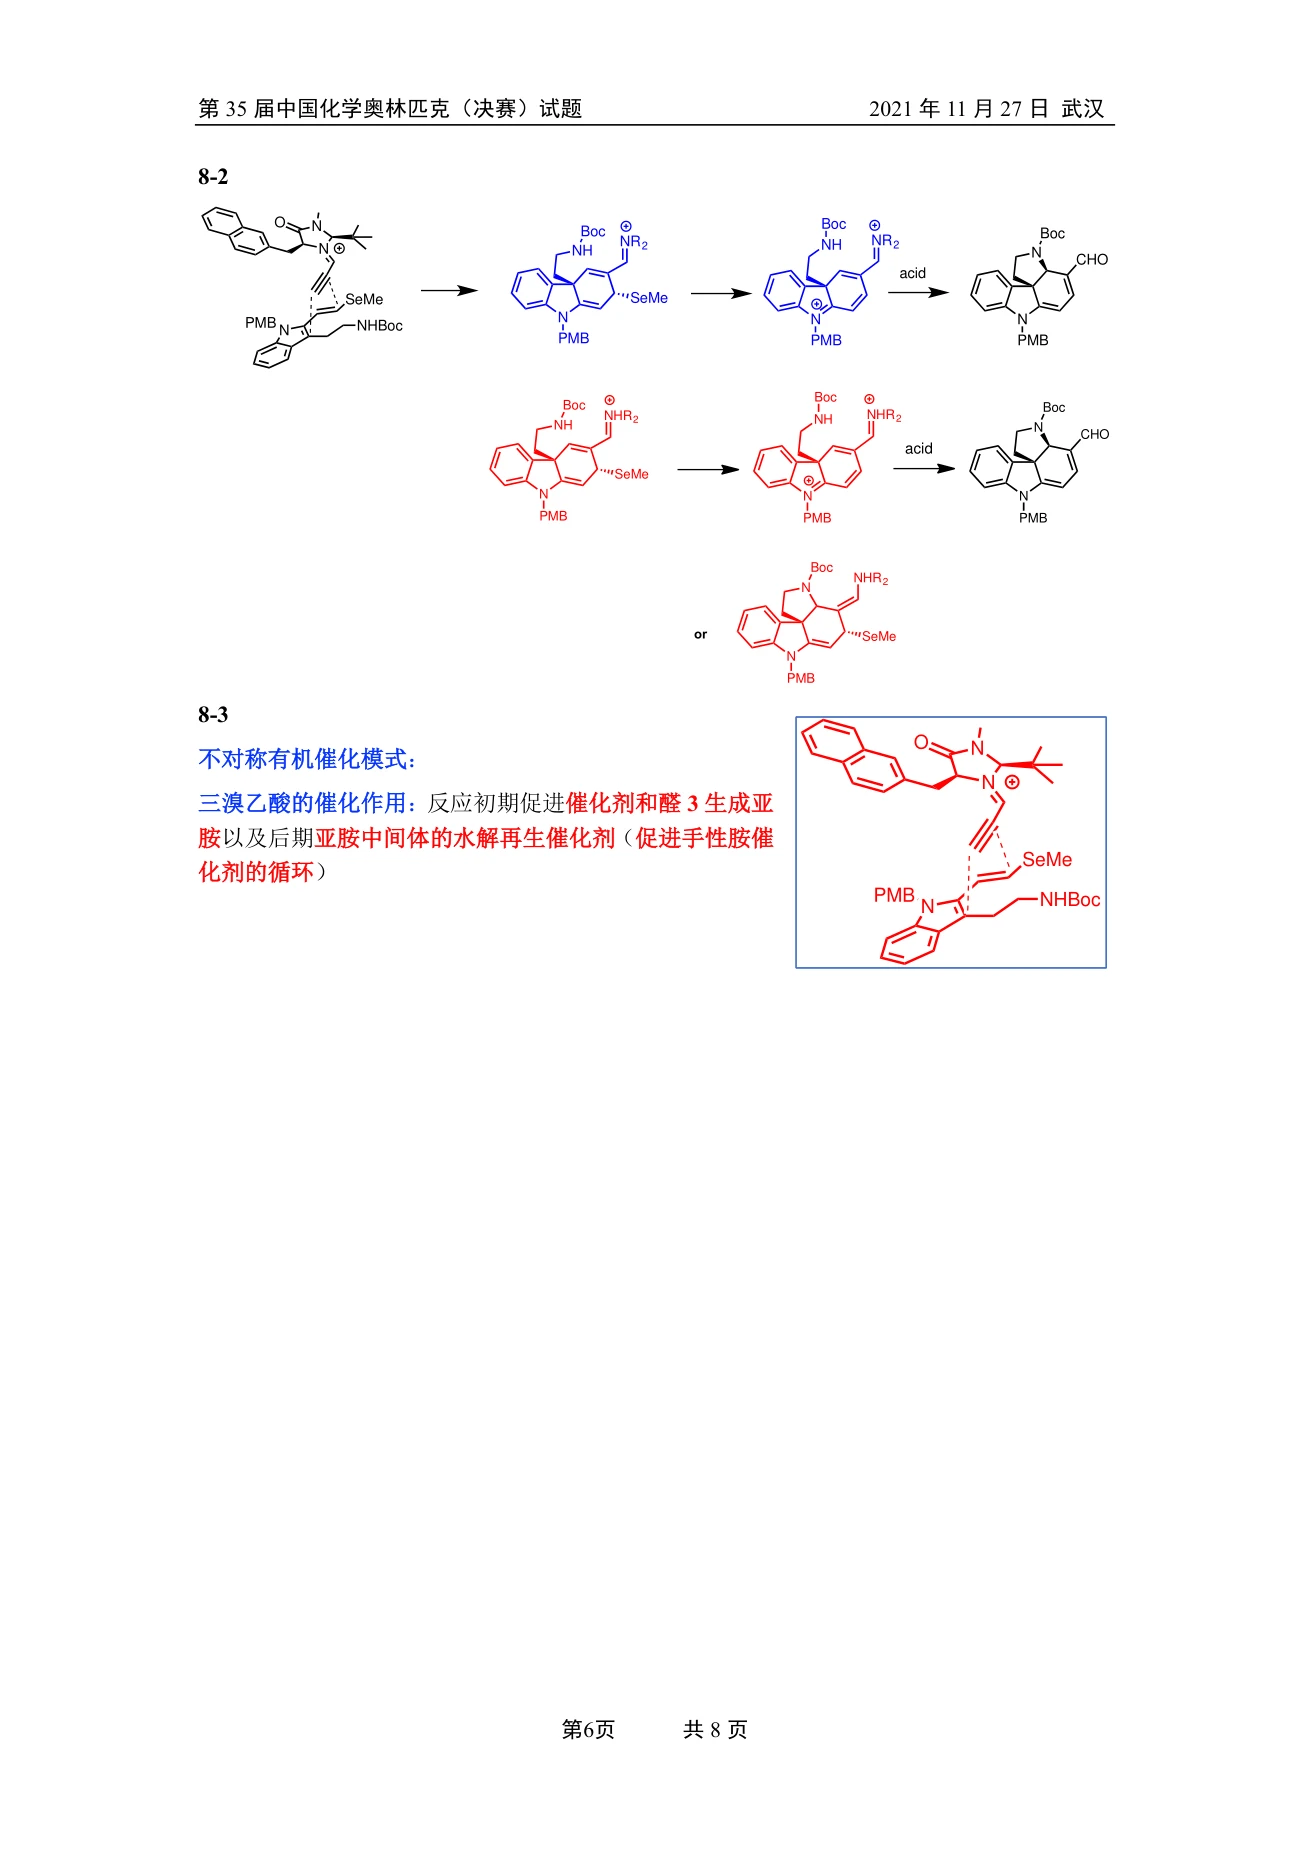 第 35 届中国化学奥林匹克（决赛）试题 2021 年 11 月 27 日 武汉
8-2
O N N ⊕ SeMe PMB N NHBoc
Boc NH ⊕ NR2 SeMe N PMB
Boc NH ⊕ NR2 ⊕ N PMB
acid
Boc N CHO N PMB
Boc NH ⊕ NHR2 SeMe N PMB
Boc NH ⊕ NHR2 ⊕ N PMB
acid
Boc N CHO N PMB
or
Boc N NHR2 SeMe N PMB
8-3
不对称有机催化模式：
三溴乙酸的催化作用：反应初期促进催化剂和醛 3 生成亚
胺以及后期亚胺中间体的水解再生催化剂（促进手性胺催
化剂的循环）
O N N ⊕ SeMe PMB N NHBoc
第6页 共 8 页